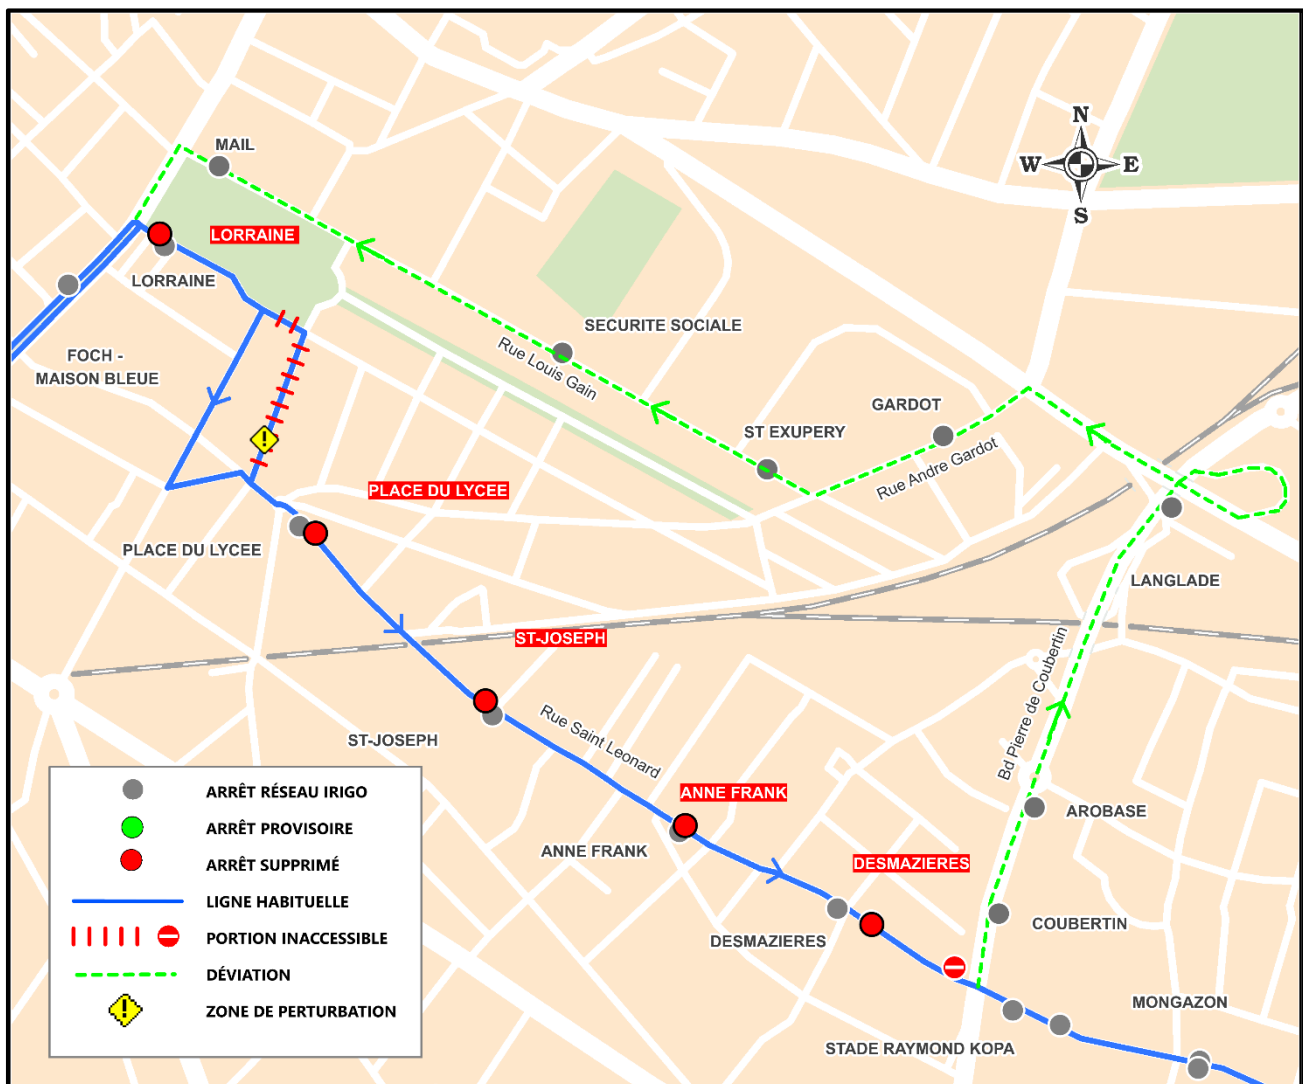 N
MAIL
W
E
S
LORRAINE
LORRAINE
SECURITE SOCIALE
FOCH -
MAISON BLEUE
Rue Louis Gain
GARDOT
ST EXUPERY
Rue Andre Gardot
PLACE DU LYCEE
PLACE DU LYCEE
LANGLADE
ST-JOSEPH
Bd Pierre de Coubertin
ST-JOSEPH
Rue Saint Leonard
ANNE FRANK
AROBASE
ANNE FRANK
DESMAZIERES
COUBERTIN
DESMAZIERES
MONGAZON
STADE RAYMOND KOPA
ARRÊT RÉSEAU IRIGO
ARRÊT PROVISOIRE
ARRÊT SUPPRIMÉ
LIGNE HABITUELLE
PORTION INACCESSIBLE
DÉVIATION
! ZONE DE PERTURBATION
!